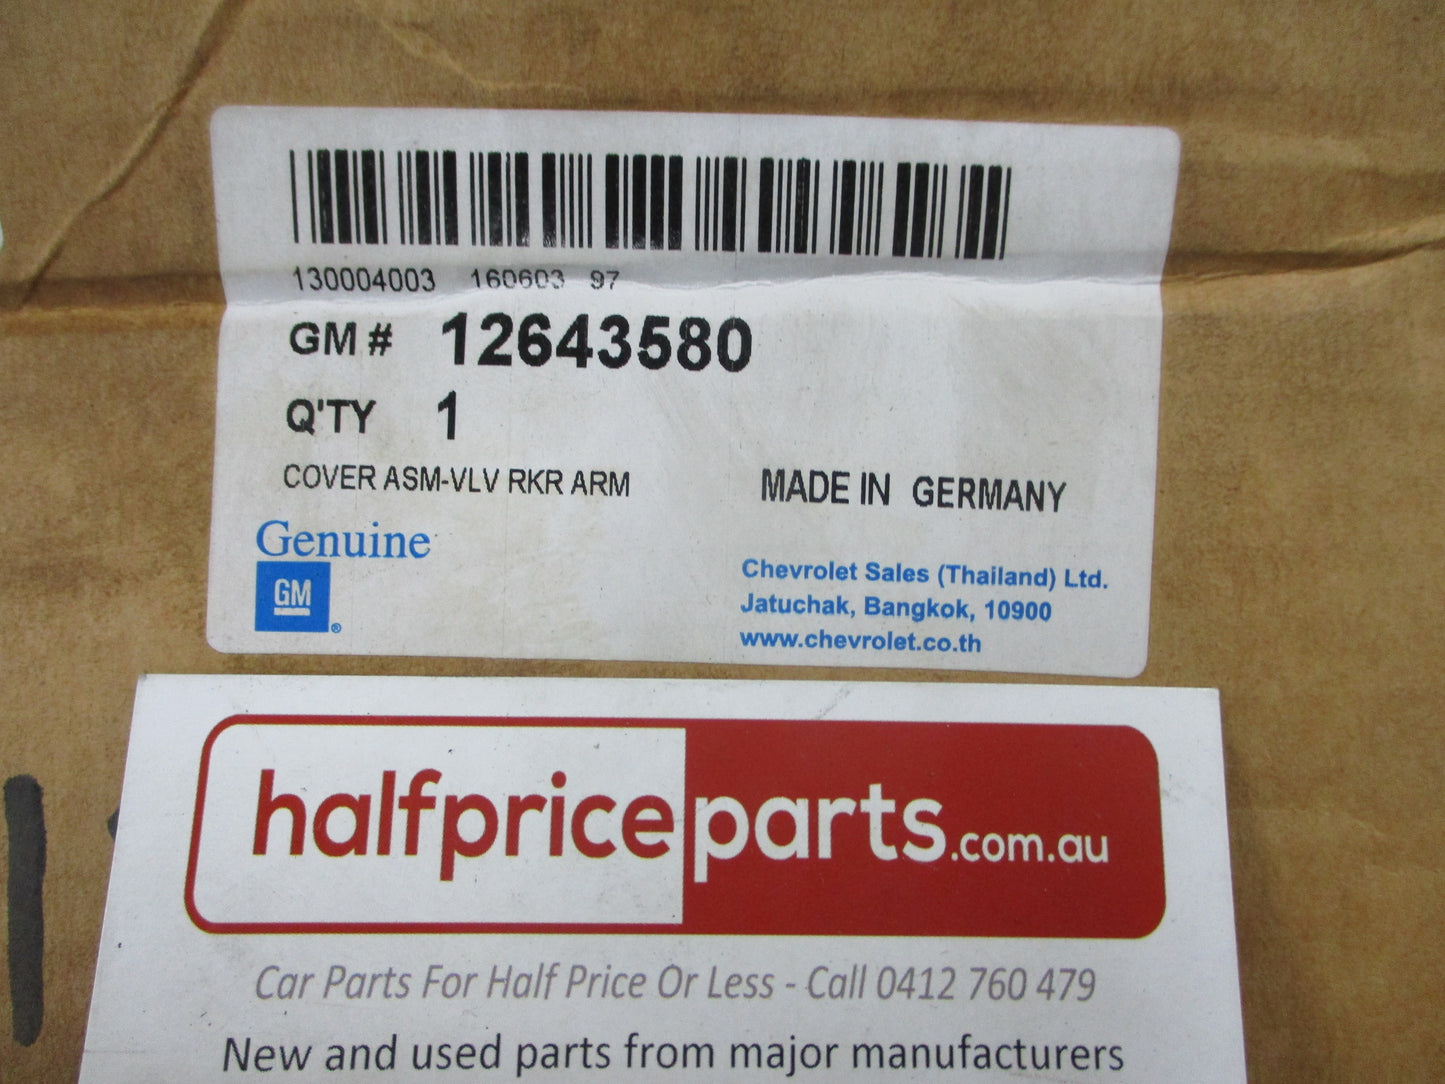 130004003 160603 97
GM # 12643580
Q'TY 1
COVER ASM-VLV RKR ARM
MADE IN GERMANY
Genuine
GM
®
Chevrolet Sales (Thailand) Ltd.
Jatuchak, Bangkok, 10900
www.chevrolet.co.th
halfpriceparts.com.au
Car Parts For Half Price Or Less - Call 0412 760 479
New and used parts from major manufacturers